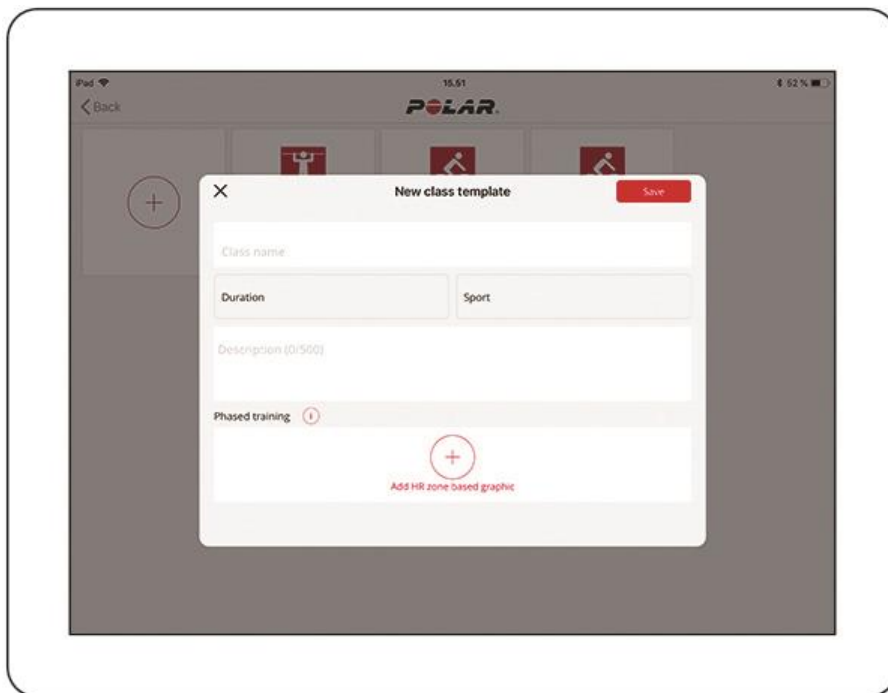 iPad 15.51 52 %
Back POLAR
New class template Save
Class name
Duration Sport
Description (0/500)
Phased training i
Add HR zone based graphic